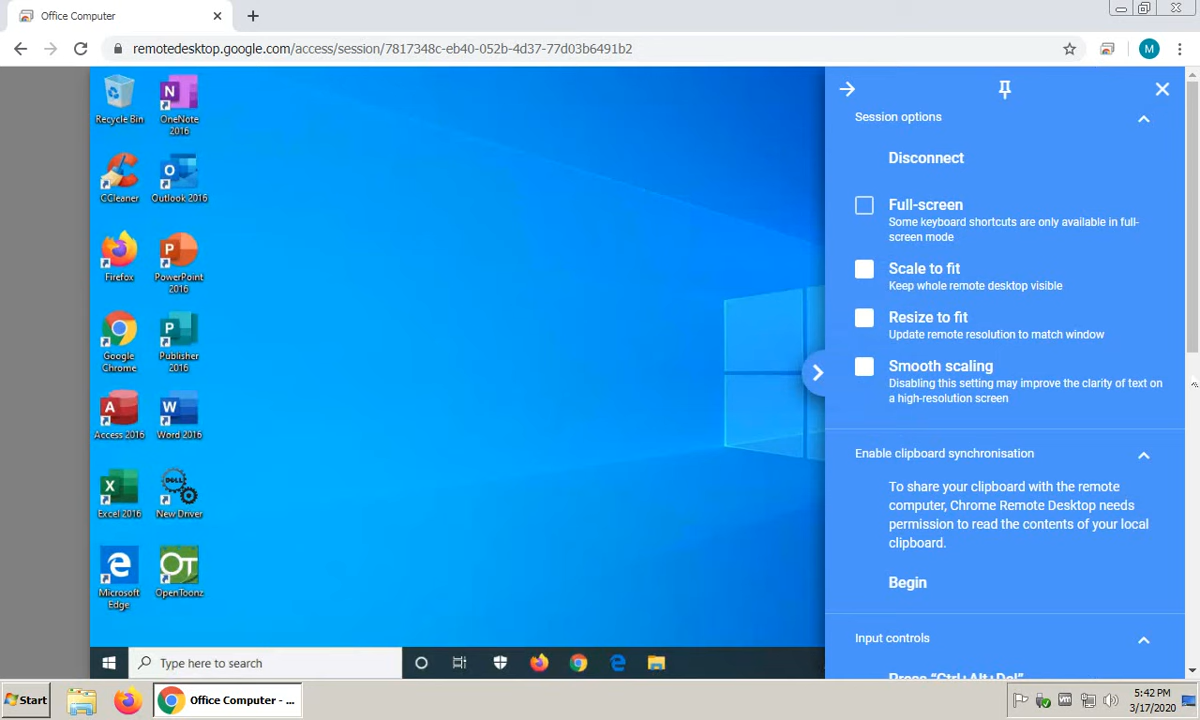 Office Computer
remotedesktop.google.com/access/session/7817348c-eb40-052b-4d37-77d03b6491b2
M
Recycle Bin
OneNote 2016
CCleaner
Outlook 2016
Firefox
PowerPoint 2016
Google Chrome
Publisher 2016
Access 2016
Word 2016
Excel 2016
DELL
New Driver
Microsoft Edge
OT
OpenToonz
Type here to search
Session options
Disconnect
Full-screen
Some keyboard shortcuts are only available in full-
screen mode
Scale to fit
Keep whole remote desktop visible
Resize to fit
Update remote resolution to match window
Smooth scaling
Disabling this setting may improve the clarity of text on
a high-resolution screen
Enable clipboard synchronisation
To share your clipboard with the remote
computer, Chrome Remote Desktop needs
permission to read the contents of your local
clipboard.
Begin
Input controls
Press “Ctrl+Alt+Del”
Start
Office Computer - ...
5:42 PM
3/17/2020